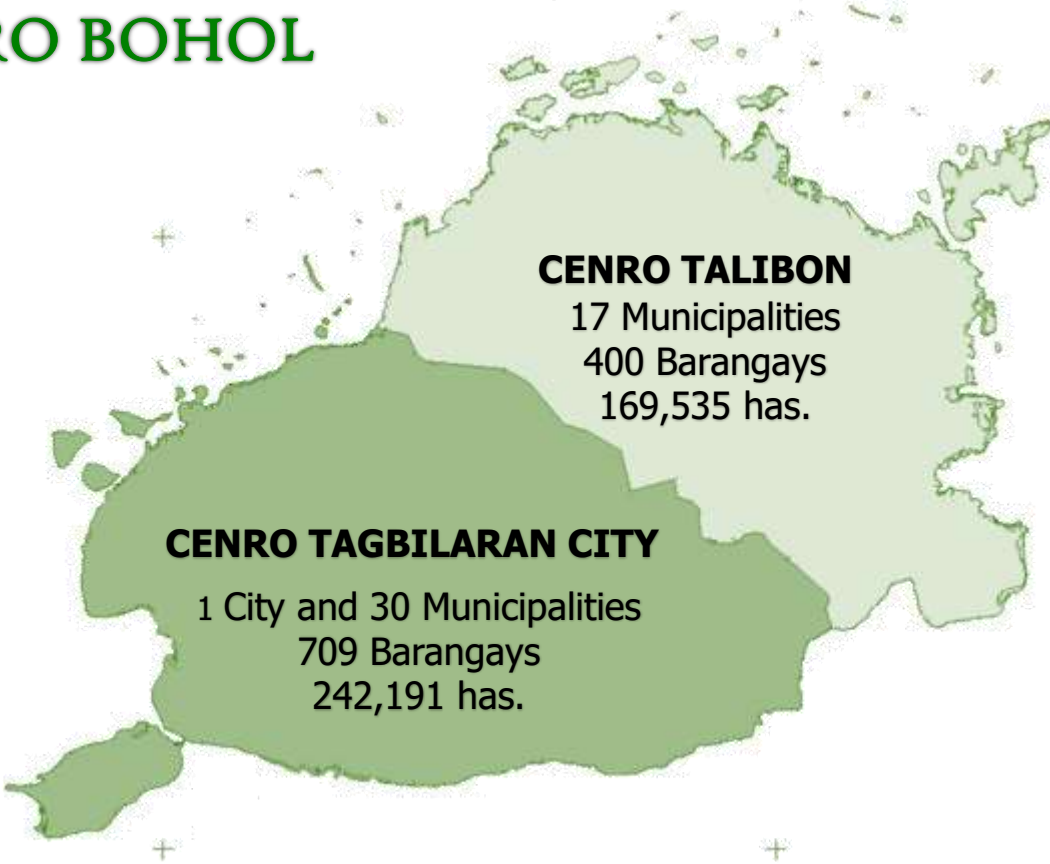 RO BOHOL
CENRO TALIBON
17 Municipalities
400 Barangays
169,535 has.
CENRO TAGBILARAN CITY
1 City and 30 Municipalities
709 Barangays
242,191 has.